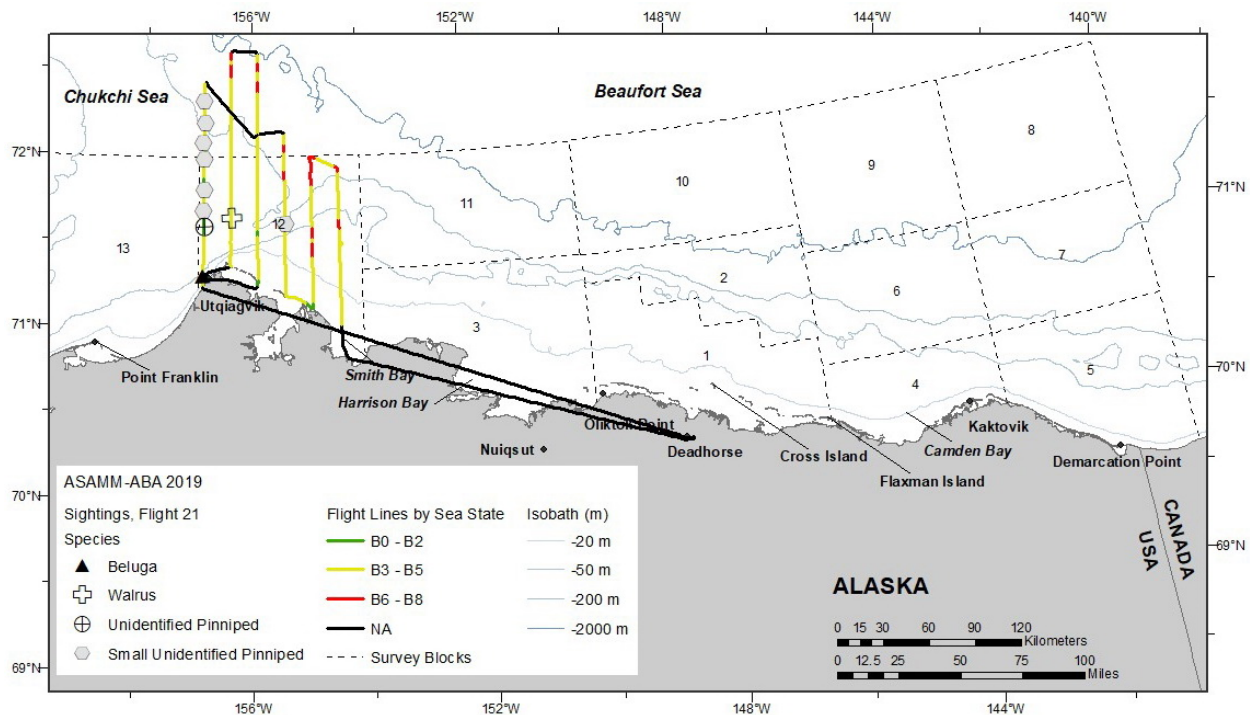 156°W
152°W
148°W
144°W
140°W
Chukchi Sea
Beaufort Sea
72°N
71°N
8
9
10
11
12
13
7
2
6
3
1
5
4
Utqiagvik
71°N
70°N
Point Franklin
Smith Bay
Harrison Bay
Oliktok Point
Nuiqsut
Deadhorse
Cross Island
Flaxman Island
Camden Bay
Kaktovik
Demarcation Point
70°N
69°N
69°N
CANADA
USA
ALASKA
0 15 30 60 90 120
Kilometers
0 12.5 25 50 75 100
Miles
ASAMM-ABA 2019
Sightings, Flight 21
Species
Beluga
Walrus
Unidentified Pinniped
Small Unidentified Pinniped
Flight Lines by Sea State
B0 - B2
B3 - B5
B6 - B8
NA
Survey Blocks
Isobath (m)
-20 m
-50 m
-200 m
-2000 m
156°W
152°W
148°W
144°W